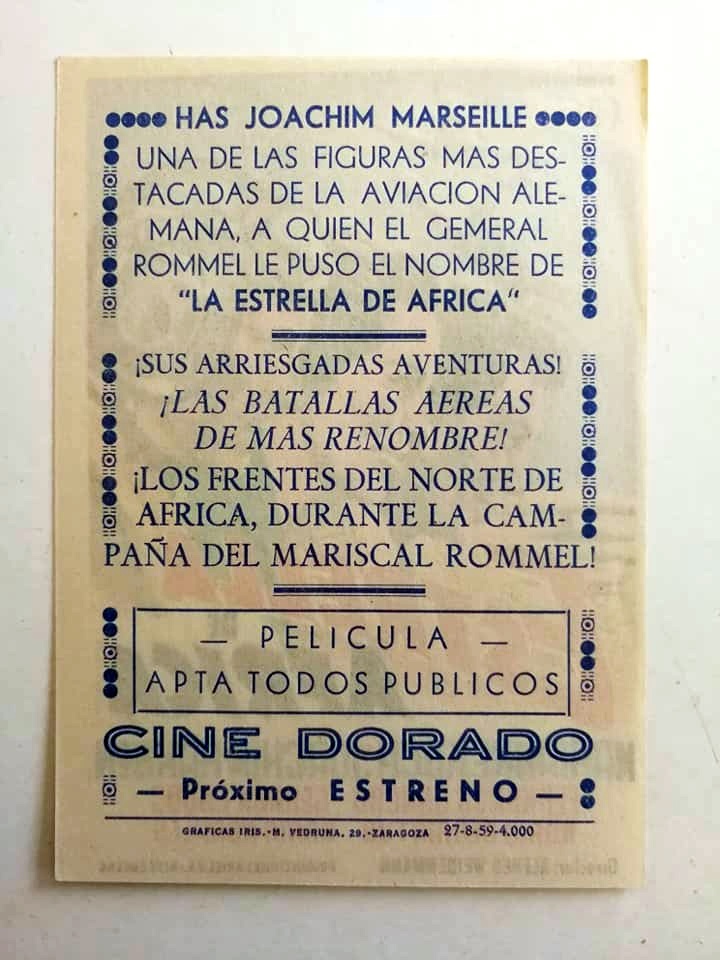 HAS JOACHIM MARSEILLE
UNA DE LAS FIGURAS MAS DES-
TACADAS DE LA AVIACION ALE-
MANA, A QUIEN EL GEMERAL
ROMMEL LE PUSO EL NOMBRE DE
"LA ESTRELLA DE AFRICA"
¡SUS ARRIESGADAS AVENTURAS!
¡LAS BATALLAS AEREAS
DE MAS RENOMBRE!
¡LOS FRENTES DEL NORTE DE
AFRICA, DURANTE LA CAM-
PAÑA DEL MARISCAL ROMMEL!
— PELICULA —
APTA TODOS PUBLICOS
CINE DORADO
— Próximo ESTRENO —
GRAFICAS IRIS.-M. VEDRUNA, 29.-ZARAGOZA 27-8-59-4.000
Director: ALFRED WEIDENMANN